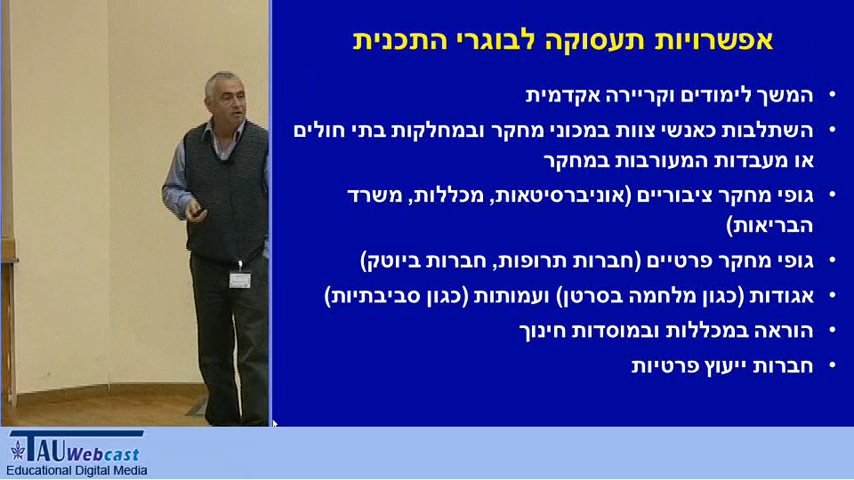 אפשרויות תעסוקה לבוגרי התכנית
• המשך לימודים וקריירה אקדמית
• השתלבות כאנשי צוות במכוני מחקר ובמחלקות בתי חולים
או מעבדות המעורבות במחקר
• גופי מחקר ציבוריים (אוניברסיטאות, מכללות, משרד
הבריאות)
• גופי מחקר פרטיים (חברות תרופות, חברות ביוטק)
• אגודות (כגון מלחמה בסרטן) ועמותות (כגון סביבתיות)
• הוראה במכללות ובמוסדות חינוך
• חברות ייעוץ פרטיות
TAU Webcast
Educational Digital Media